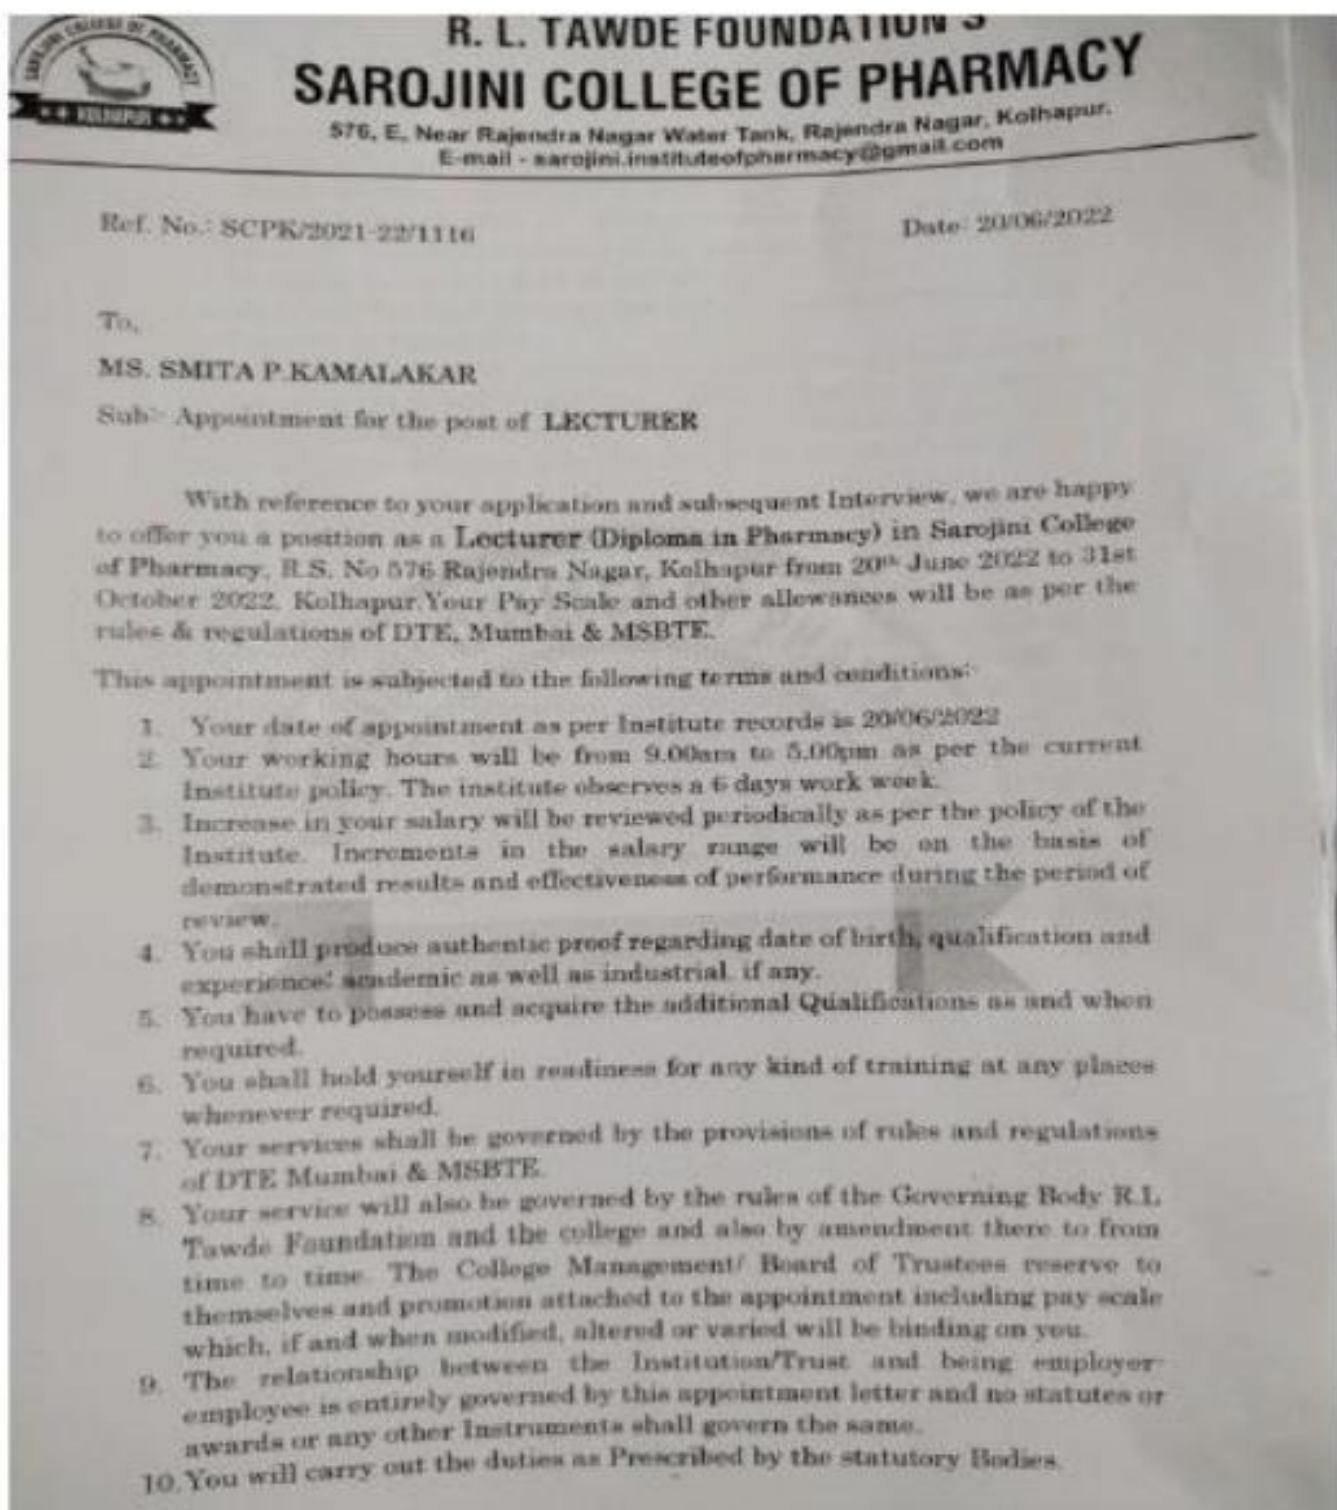 SAROJINI COLLEGE OF PHARMACY
★★ KOLHAPUR ★★
R. L. TAWDE FOUNDATION'S
SAROJINI COLLEGE OF PHARMACY
576, E, Near Rajendra Nagar Water Tank, Rajendra Nagar, Kolhapur.
E-mail - sarojini.instituteofpharmacy@gmail.com
Ref. No.: SCPK/2021-22/1116
Date: 20/06/2022
To,
MS. SMITA P.KAMALAKAR
Sub:- Appointment for the post of LECTURER
With reference to your application and subsequent Interview, we are happy
to offer you a position as a Lecturer (Diploma in Pharmacy) in Sarojini College
of Pharmacy, R.S. No 576 Rajendra Nagar, Kolhapur from 20th June 2022 to 31st
October 2022, Kolhapur.Your Pay Scale and other allowances will be as per the
rules & regulations of DTE, Mumbai & MSBTE.
This appointment is subjected to the following terms and conditions:-
1. Your date of appointment as per Institute records is 20/06/2022
2. Your working hours will be from 9.00am to 5.00pm as per the current
Institute policy. The institute observes a 6 days work week.
3. Increase in your salary will be reviewed periodically as per the policy of the
Institute. Increments in the salary range will be on the basis of
demonstrated results and effectiveness of performance during the period of
review.
4. You shall produce authentic proof regarding date of birth, qualification and
experience: academic as well as industrial, if any.
5. You have to possess and acquire the additional Qualifications as and when
required.
6. You shall hold yourself in readiness for any kind of training at any places
whenever required.
7. Your services shall be governed by the provisions of rules and regulations
of DTE Mumbai & MSBTE.
8. Your service will also be governed by the rules of the Governing Body R.L
Tawde Foundation and the college and also by amendment there to from
time to time. The College Management/ Board of Trustees reserve to
themselves and promotion attached to the appointment including pay scale
which, if and when modified, altered or varied will be binding on you.
9. The relationship between the Institution/Trust and being employer-
employee is entirely governed by this appointment letter and no statutes or
awards or any other Instruments shall govern the same.
10. You will carry out the duties as Prescribed by the statutory Bodies.